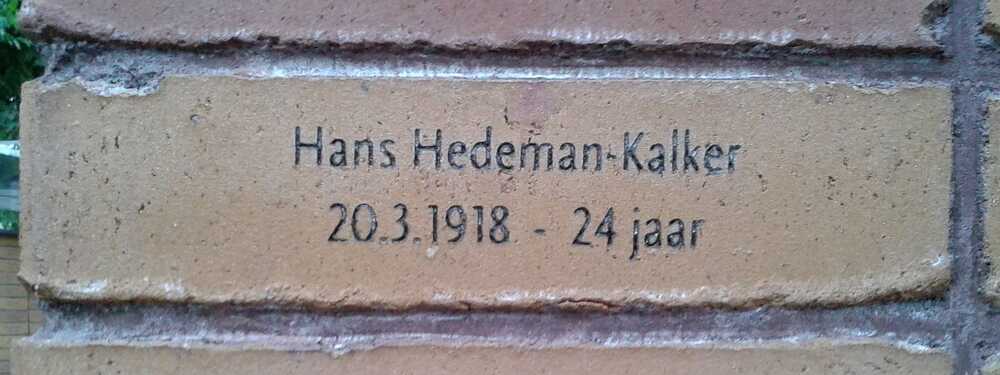 Hans Hedeman-Kalker
20.3.1918 - 24 jaar